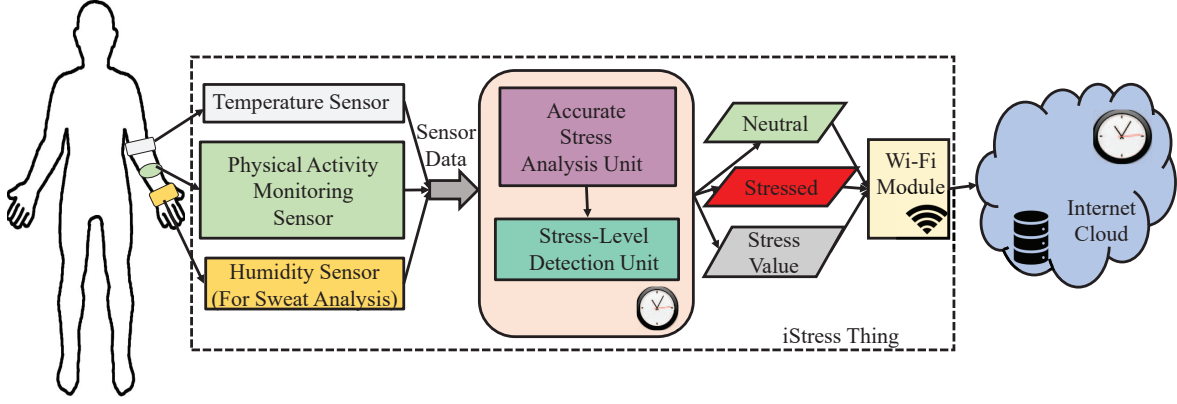 Temperature Sensor
Physical Activity
Monitoring
Sensor
Humidity Sensor
(For Sweat Analysis)
Sensor
Data
Accurate
Stress
Analysis Unit
Stress-Level
Detection Unit
Neutral
Stressed
Stress
Value
Wi-Fi
Module
Internet
Cloud
iStress Thing